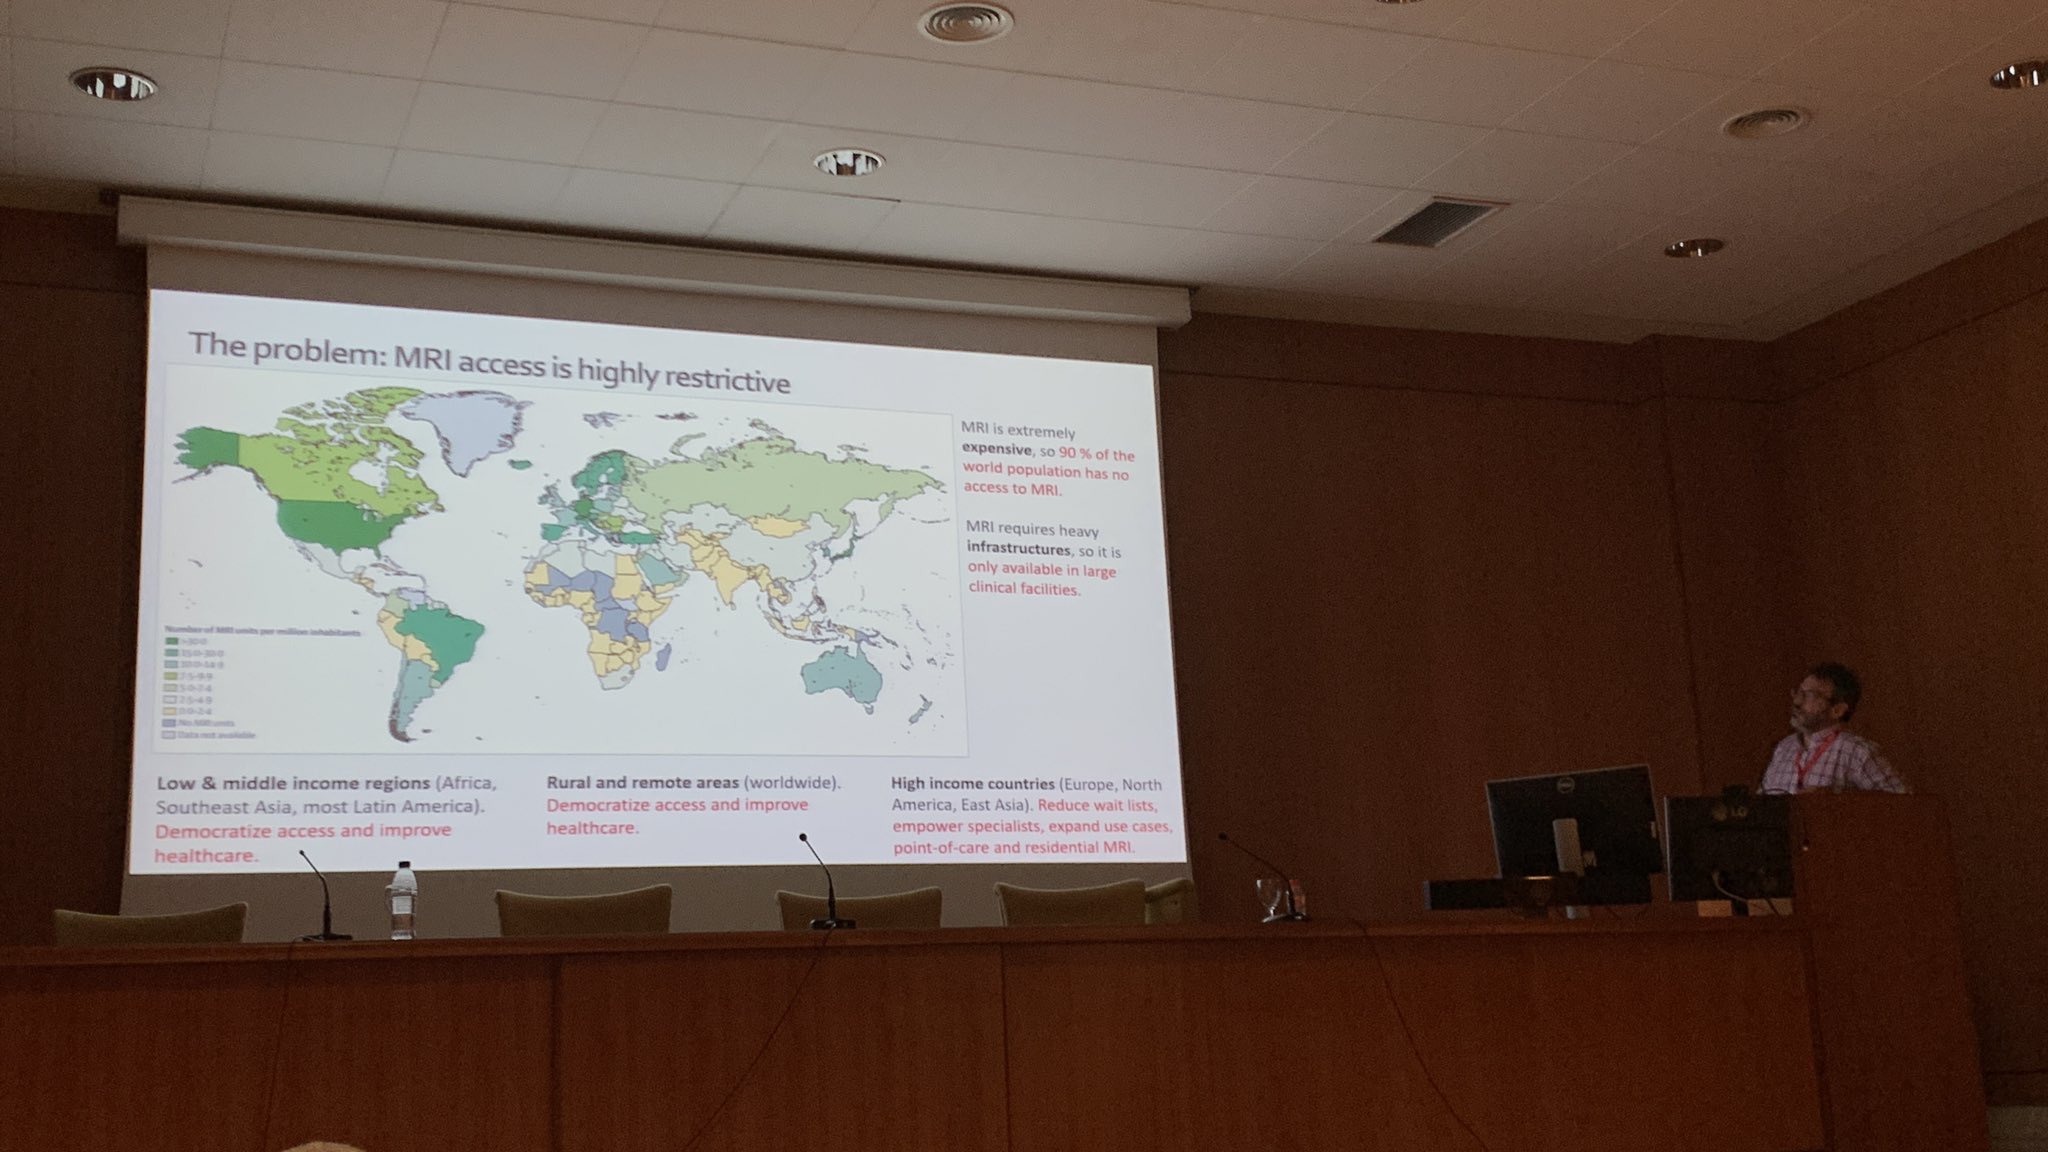 The problem: MRI access is highly restrictive
MRI is extremely
expensive, so 90 % of the
world population has no
access to MRI.
MRI requires heavy
infrastructures, so it is
only available in large
clinical facilities.
Number of MRI units per million inhabitants
>30·0
15·0–30·0
10·0–14·9
7·5–9·9
5·0–7·4
2·5–4·9
0·0–2·4
No MRI units
Data not available
Low & middle income regions (Africa,
Southeast Asia, most Latin America).
Democratize access and improve
healthcare.
Rural and remote areas (worldwide).
Democratize access and improve
healthcare.
High income countries (Europe, North
America, East Asia). Reduce wait lists,
empower specialists, expand use cases,
point-of-care and residential MRI.
DELL
LG